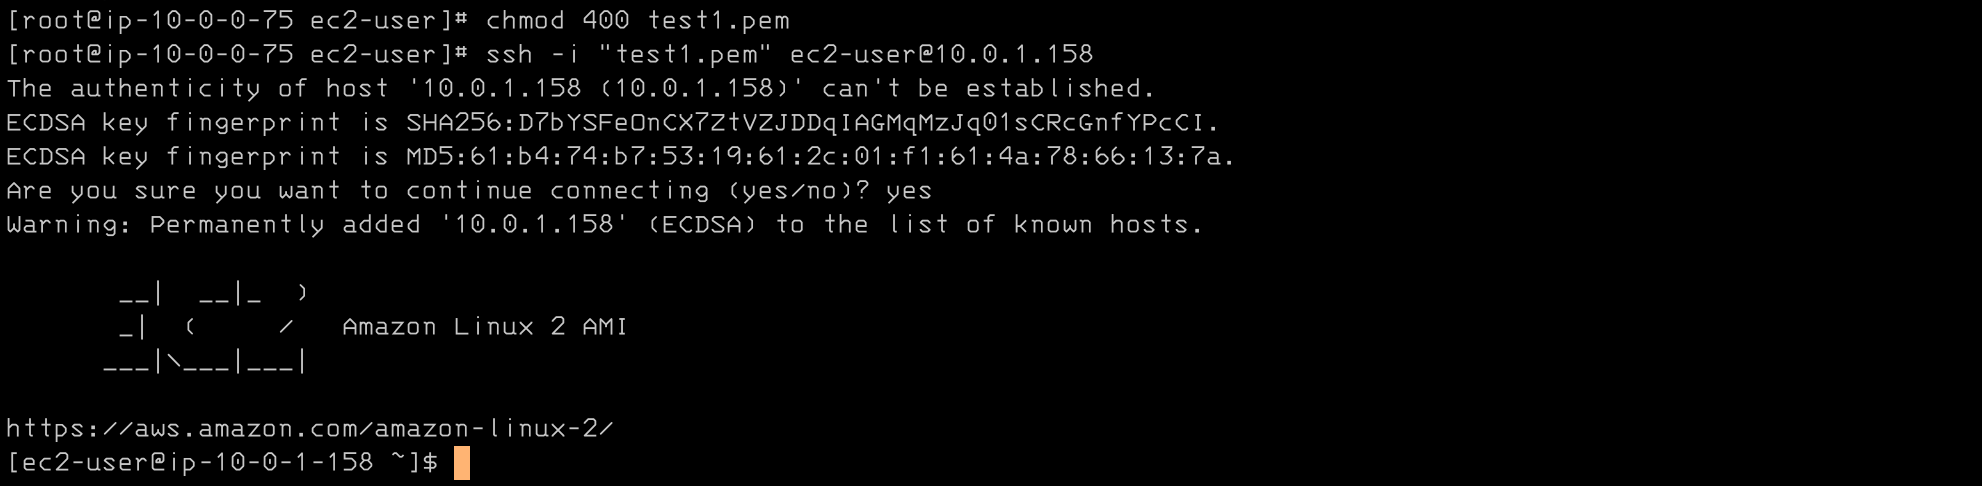 [root@ip-10-0-0-75 ec2-user]# chmod 400 test1.pem
[root@ip-10-0-0-75 ec2-user]# ssh -i "test1.pem" ec2-user@10.0.1.158
The authenticity of host '10.0.1.158 (10.0.1.158)' can't be established.
ECDSA key fingerprint is SHA256:D7bYSFeOnCX7ZtVZJDDqIAGMqMzJq01sCRcGnfYPcCI.
ECDSA key fingerprint is MD5:61:b4:74:b7:53:19:61:2c:01:f1:61:4a:78:66:13:7a.
Are you sure you want to continue connecting (yes/no)? yes
Warning: Permanently added '10.0.1.158' (ECDSA) to the list of known hosts.

       __|  __|_  )
       _|  (     /   Amazon Linux 2 AMI
      ___|\___|___|

https://aws.amazon.com/amazon-linux-2/
[ec2-user@ip-10-0-1-158 ~]$